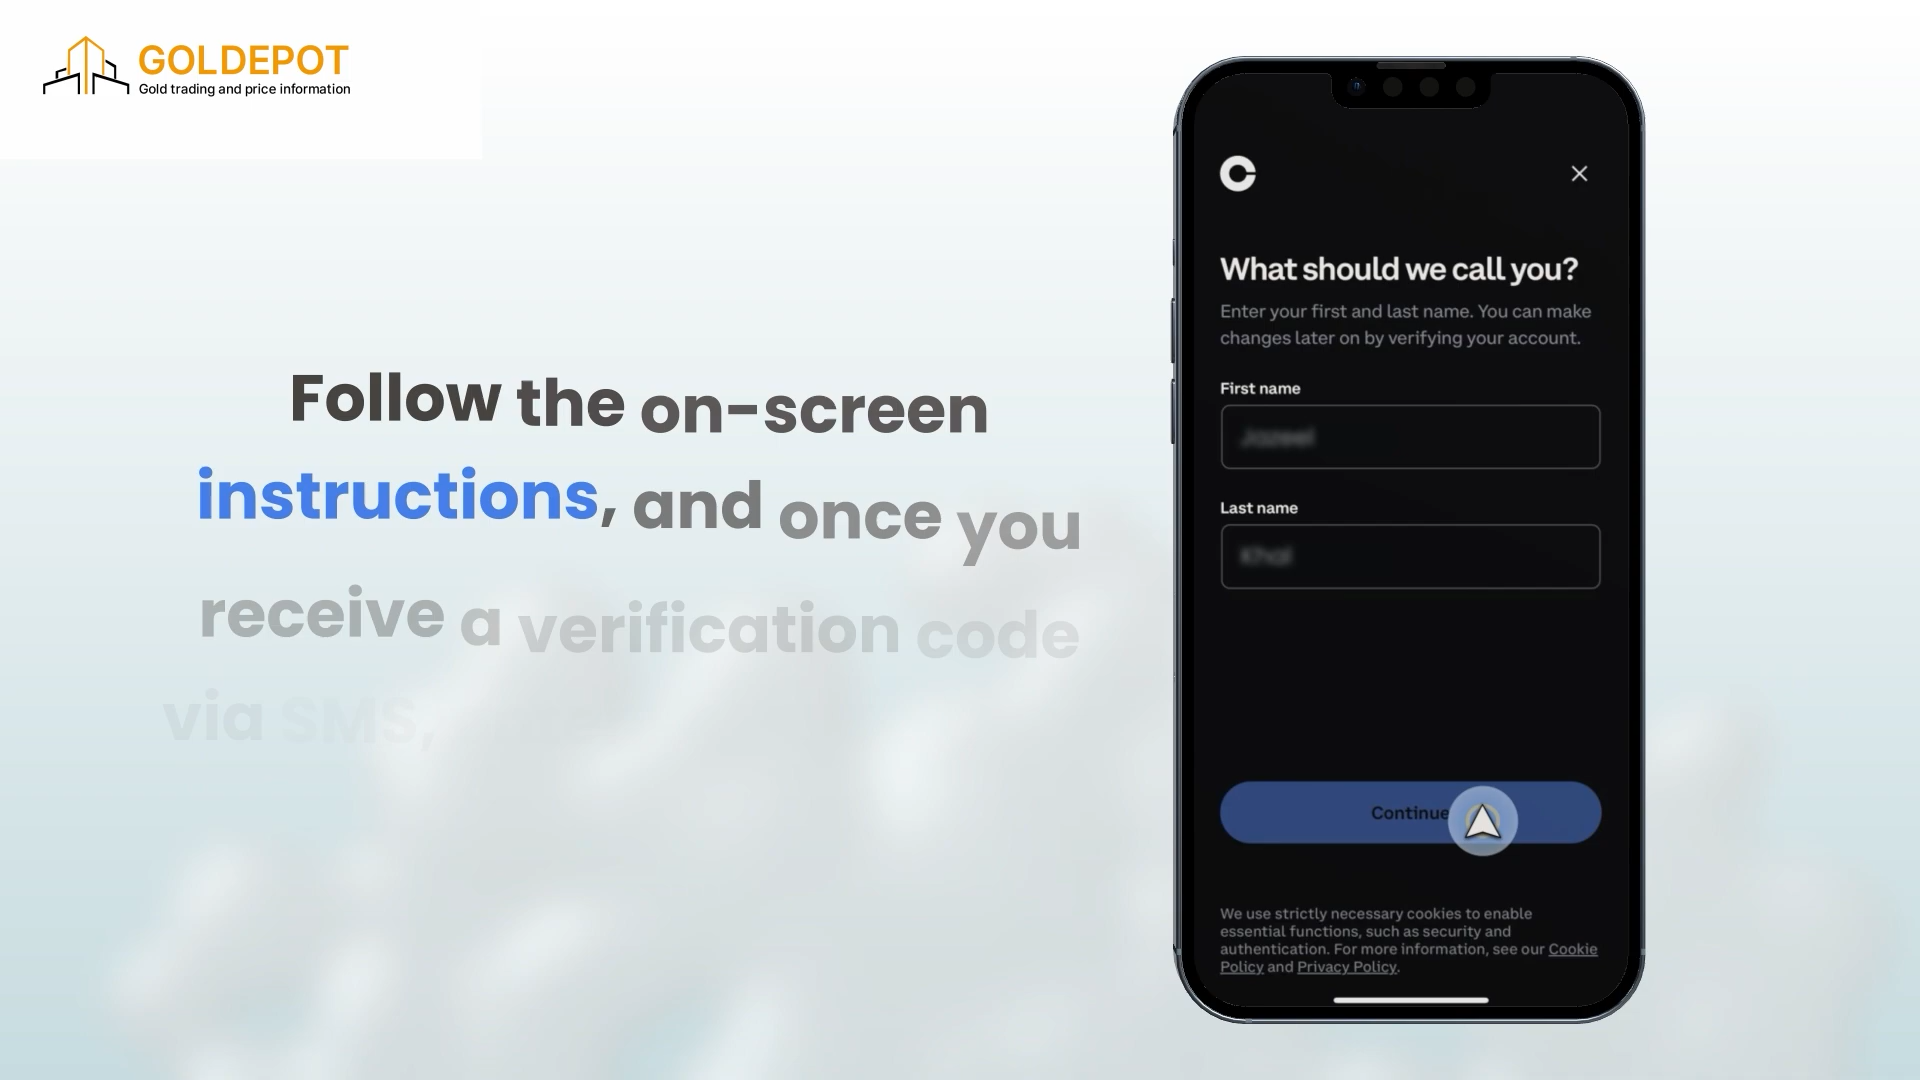 GOLDEPOT
Gold trading and price information
Follow the on-screen
instructions, and once you
receive a verification code
via SMS,
What should we call you?
Enter your first and last name. You can make
changes later on by verifying your account.
First name
Jazeel
Last name
Khal
Continue
We use strictly necessary cookies to enable
essential functions, such as security and
authentication. For more information, see our Cookie
Policy and Privacy Policy.